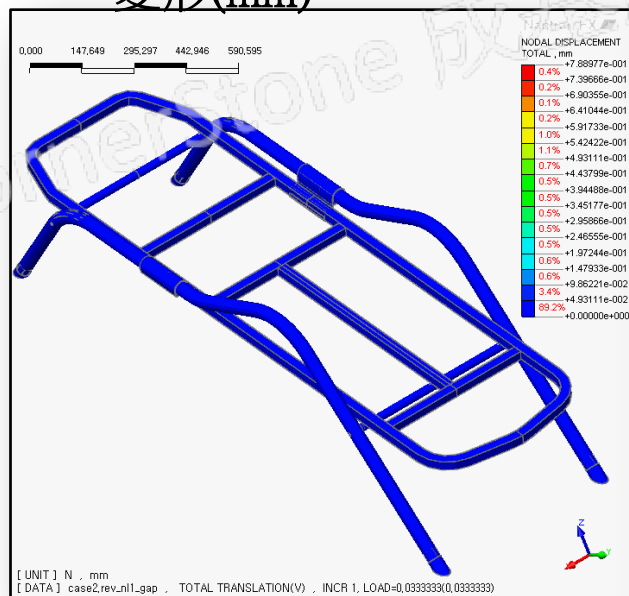 変形(mm)
NODAL DISPLACEMENT
TOTAL , mm
0,000 147,649 295,297 442,946 590,595
+7.88977e-001
0.4%
+7.39666e-001
0.2%
+6.90355e-001
0.1%
+6.41044e-001
0.2%
+5.91733e-001
1.0%
+5.42422e-001
1.1%
+4.93111e-001
0.7%
+4.43799e-001
0.5%
+3.94488e-001
0.5%
+3.45177e-001
0.5%
+2.95866e-001
0.5%
+2.46555e-001
0.5%
+1.97244e-001
0.6%
+1.47933e-001
0.6%
+9.86221e-002
3.4%
+4.93111e-002
89.2%
+0.00000e+000
Z
Y
[ UNIT ] N , mm
[ DATA ] case2,rev_nl1_gap , TOTAL TRANSLATION(V) , INCR 1, LOAD=0,0333333(0,0333333)